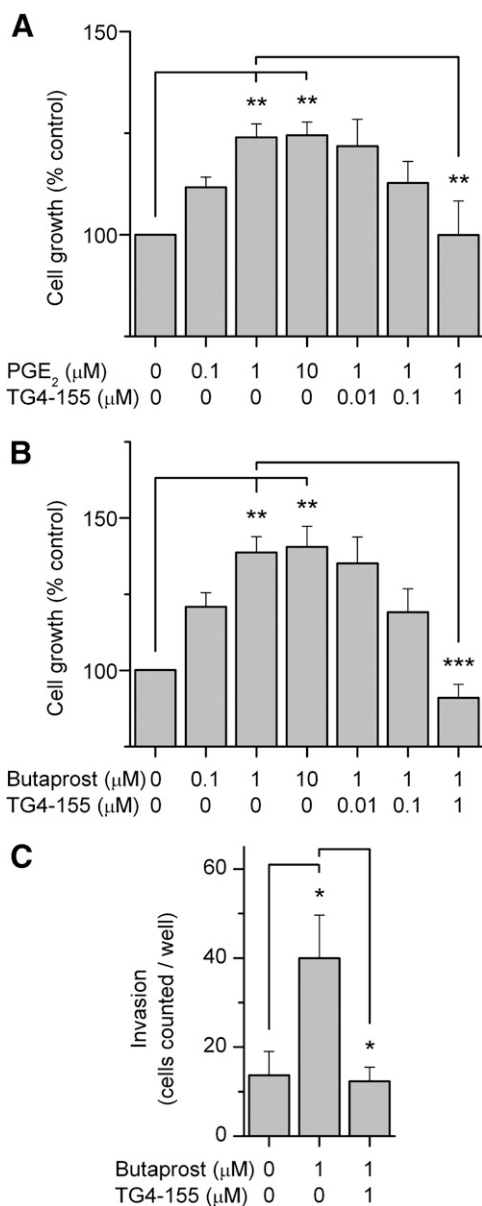 A
150
100
Cell growth (% control)
** ** **
PGE₂ (μM) 0 0.1 1 10 1 1 1
TG4-155 (μM) 0 0 0 0 0.01 0.1 1
B
150
100
Cell growth (% control)
** ** ***
Butaprost (μM) 0 0.1 1 10 1 1 1
TG4-155 (μM) 0 0 0 0 0.01 0.1 1
C
60
40
20
0
Invasion
(cells counted / well)
* *
Butaprost (μM) 0 1 1
TG4-155 (μM) 0 0 1